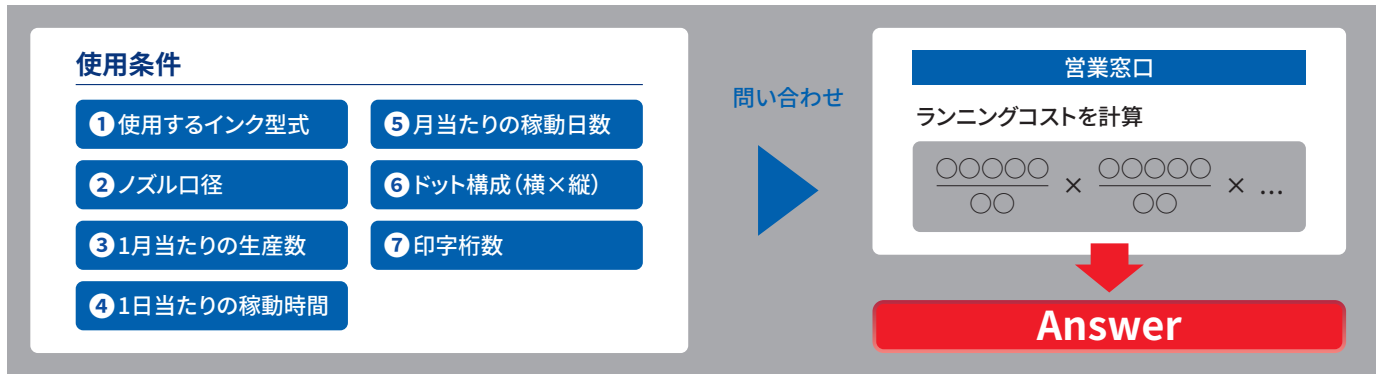 使用条件
❶使用するインク型式
❷ノズル口径
❸1月当たりの生産数
❹1日当たりの稼動時間
❺月当たりの稼動日数
❻ドット構成(横×縦)
❼印字桁数
問い合わせ
営業窓口
ランニングコストを計算
○○○○○ × ○○○○○ × …
○○ ○○
Answer